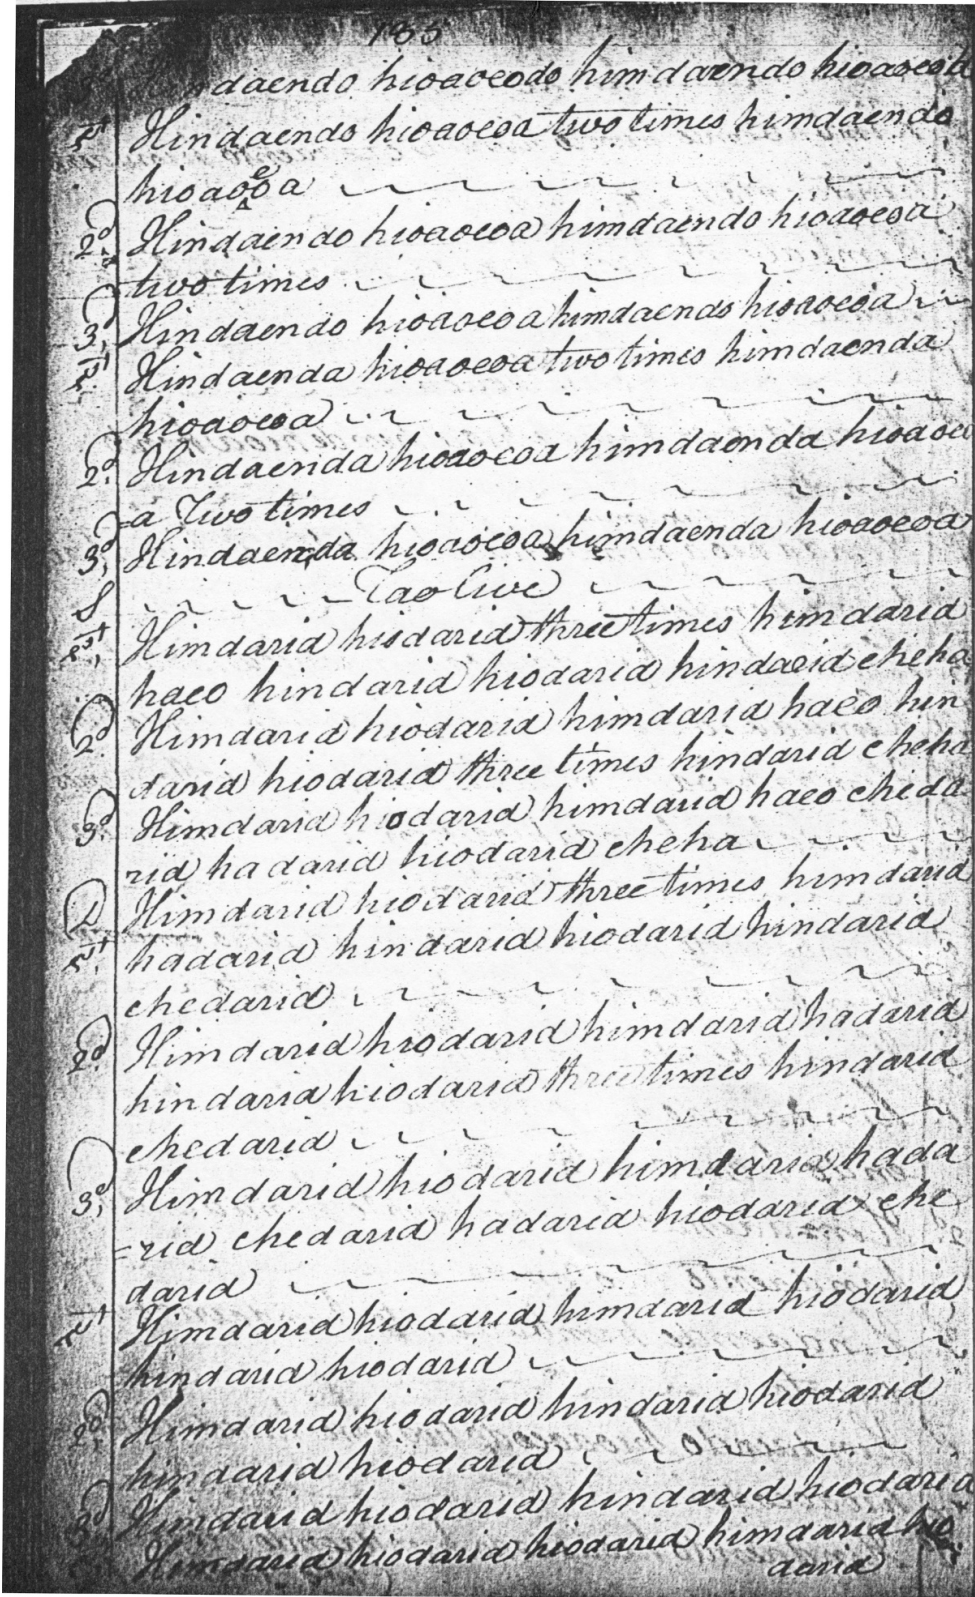 185
daendo hioaoeodo himdaendo hioaoeod
1st Hindaendo hioaoeoa two times himdaendo
hioaoeoa
2d Hindaendo hioaoeoa himdaendo hioaoeoa
two times
3d Hindaendo hioaoeoa himdaendo hioaoeoa
1st Hindaenda hioaoeoa two times himdaenda
hioaoeoa
2d Hindaenda hioaoeoa himdaenda hioaoeo
=a Two times
3d Hindaenda hioaoeoa himdaenda hioaoeoa
S Tao live
1st Himdarid hiodarid three times himdarid
haeo hindarid hiodarid hindarid cheha
2d Himdarid hiodarid himdarid haeo hin
darid hiodarid three times hindarid cheha
3d Himdarid hiodarid himdarid haeo cheda
rid hadarid hiodarid cheha
D Himdarid hiodarid three times himdarid
1st hadarid hindarid hiodarid hindarid
chedarid
2d Himdarid hiodarid himdarid hadarid
hindarid hiodarid three times hindarid
chedarid
3d Himdarid hiodarid himdarid hada
=rid chedarid hadarid hiodarid che
darid
1st Himdarid hiodarid himdarid hiodarid
hindarid hiodarid
2d Himdarid hiodarid hindarid hiodarid
hindarid hiodarid
3d Himdarid hiodarid hindarid hiodarid
Himdarid hiodarid hiodarid himdarid hio
darid